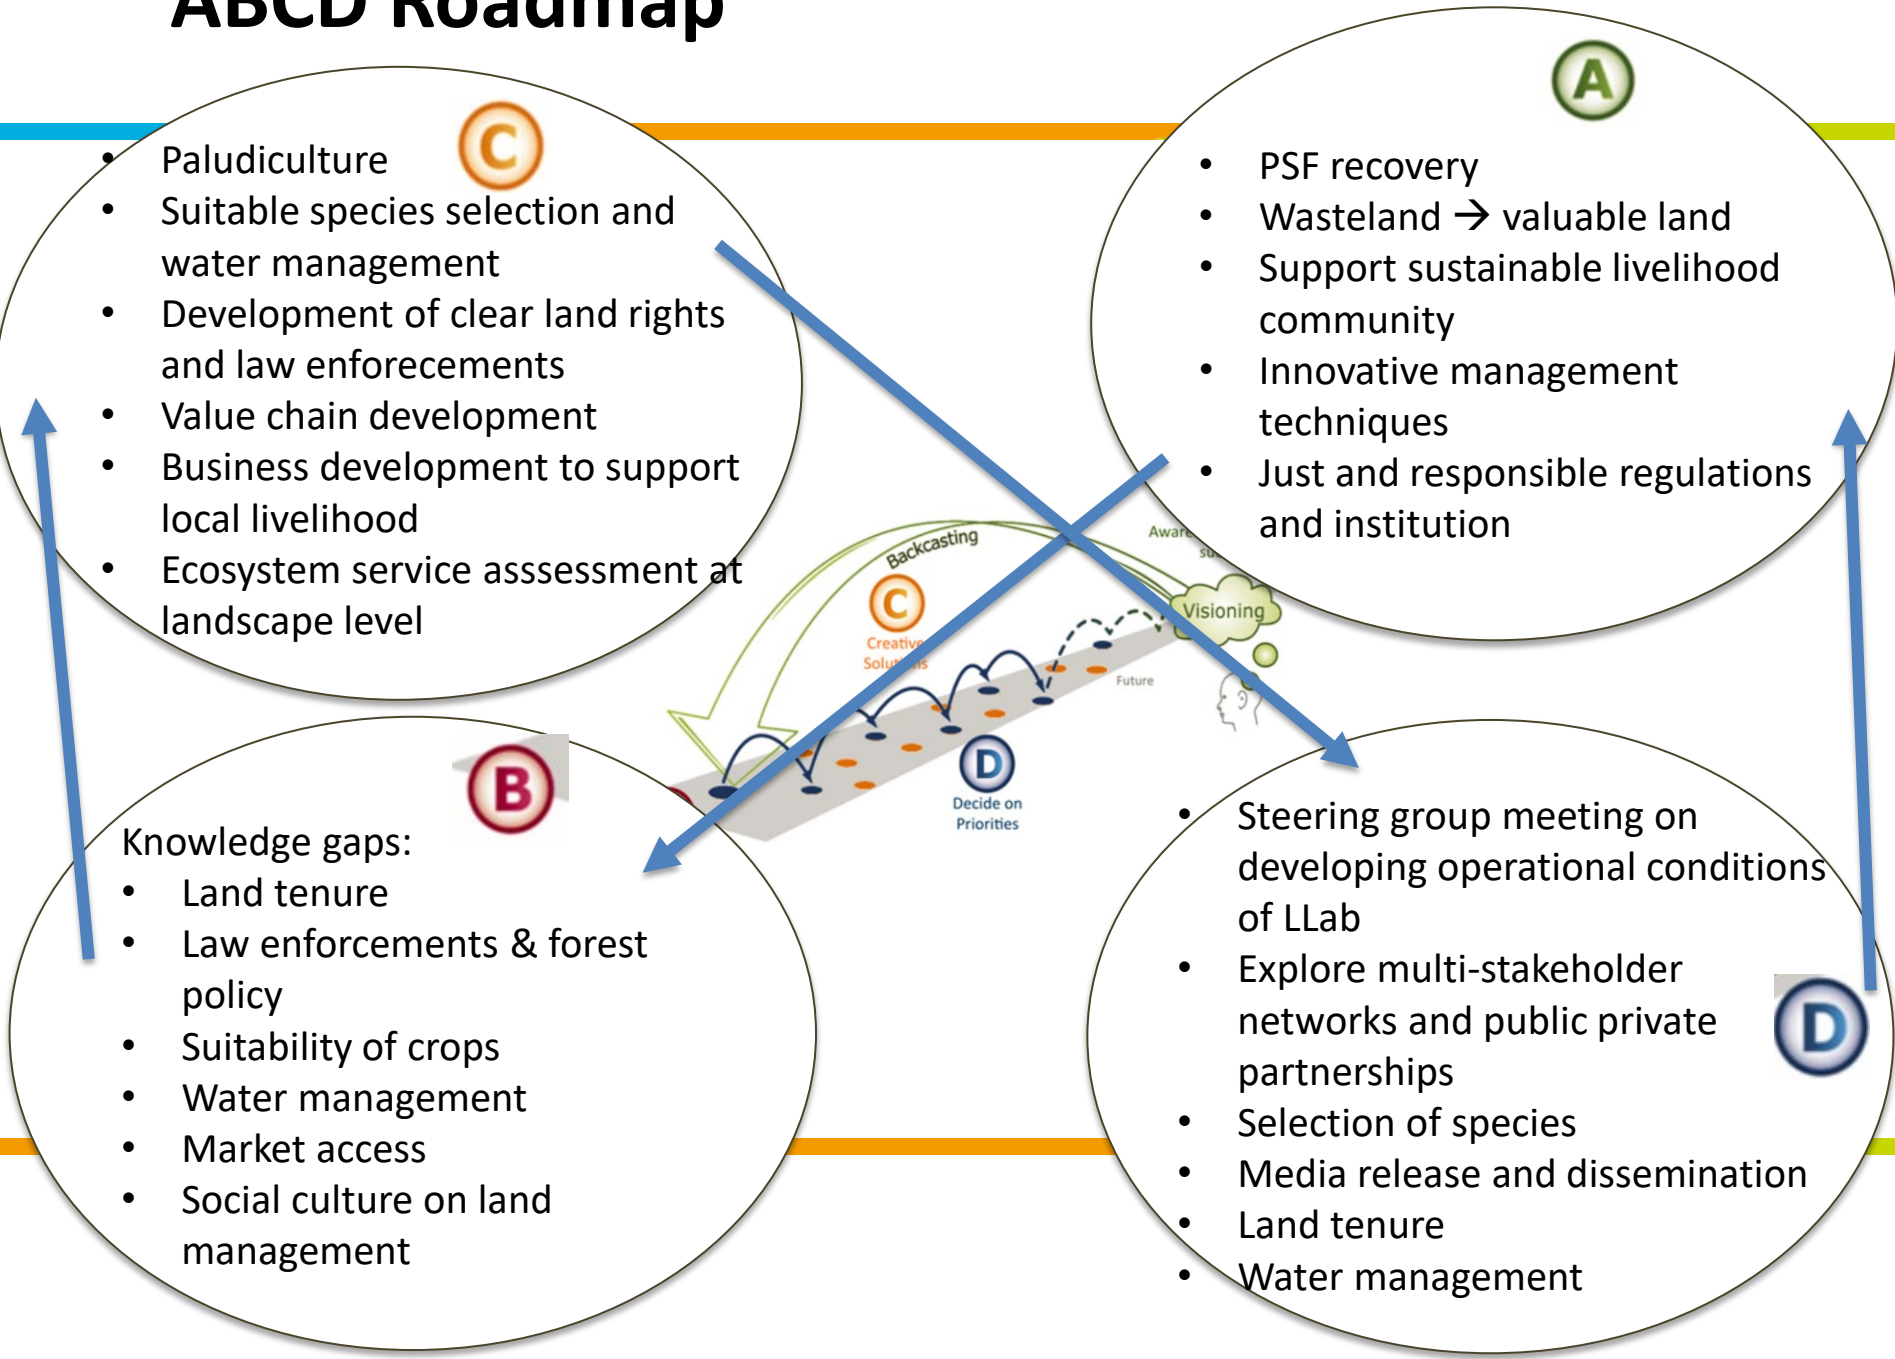 ABCD Roadmap
C
• Paludiculture
• Suitable species selection and
water management
• Development of clear land rights
and law enforecements
• Value chain development
• Business development to support
local livelihood
• Ecosystem service asssessment at
landscape level
A
• PSF recovery
• Wasteland → valuable land
• Support sustainable livelihood
community
• Innovative management
techniques
• Just and responsible regulations
and institution
Backcasting
C
Creative
Visioning
Future
D
Decide on
Priorities
B
Knowledge gaps:
• Land tenure
• Law enforcements & forest
policy
• Suitability of crops
• Water management
• Market access
• Social culture on land
management
• Steering group meeting on
developing operational conditions
of LLab
• Explore multi-stakeholder
networks and public private
partnerships
• Selection of species
• Media release and dissemination
• Land tenure
• Water management
D